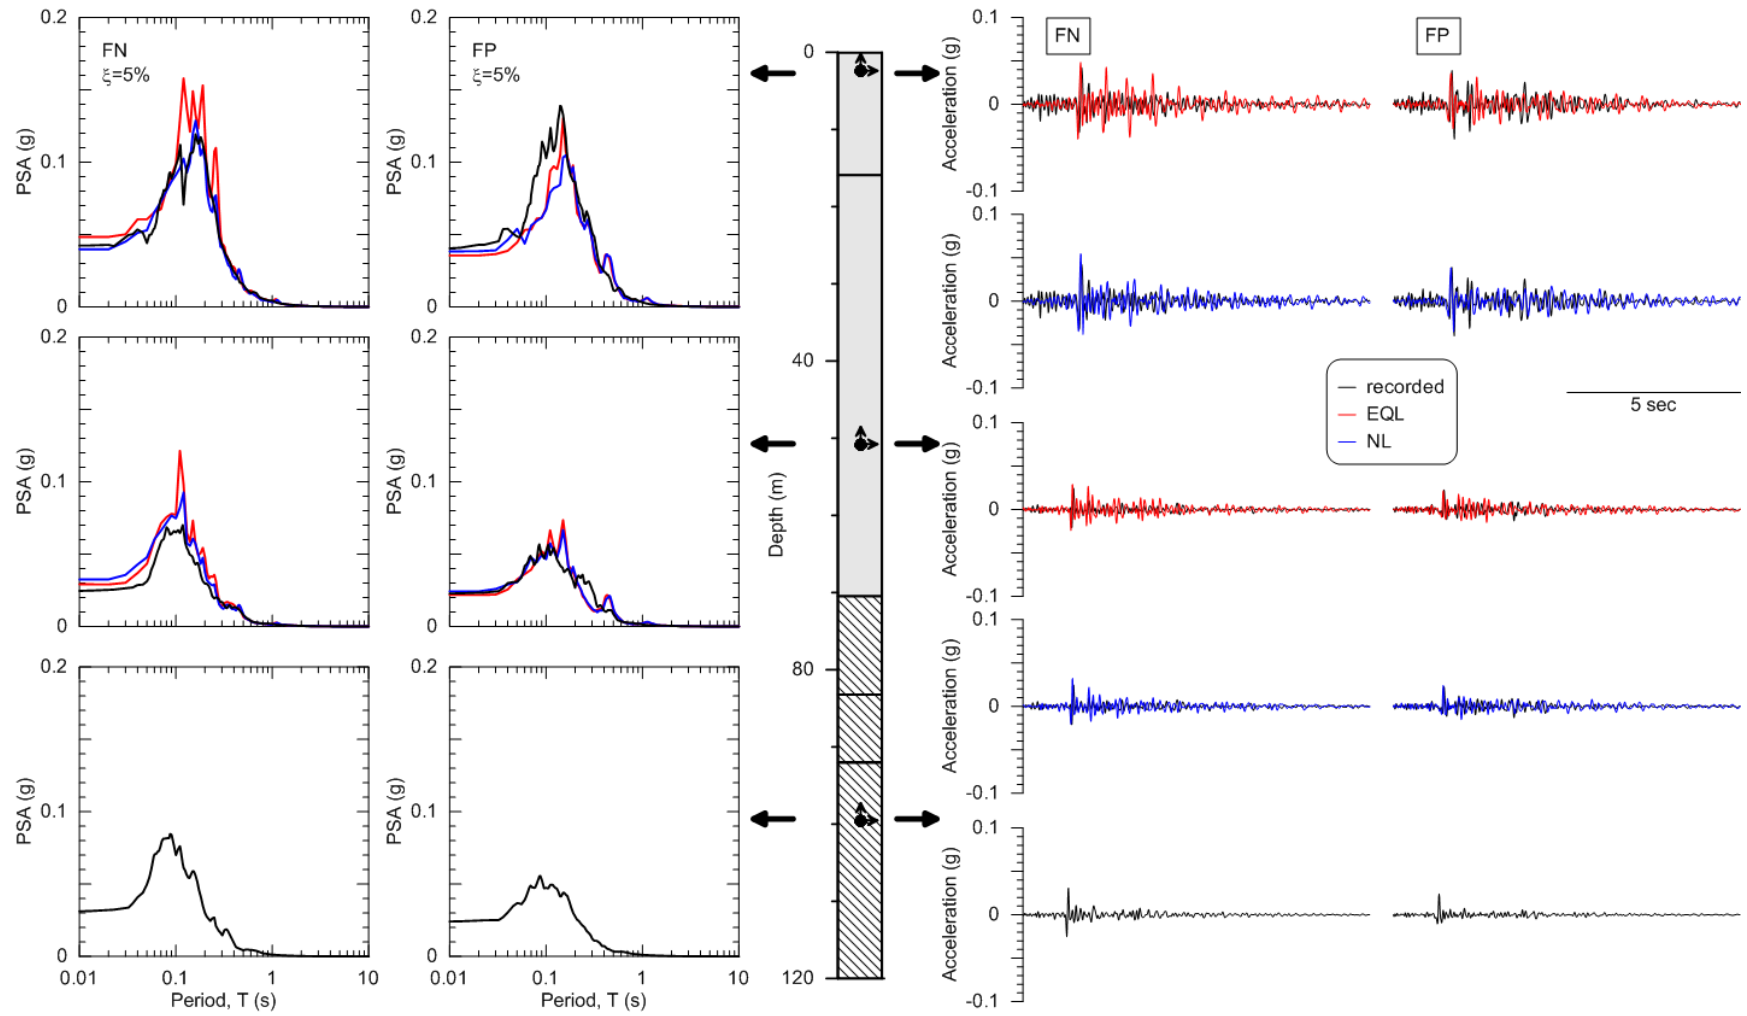 0.2
FN
ξ=5%
PSA (g)
0.1
0
0.2
FP
ξ=5%
PSA (g)
0.1
0
0.2
PSA (g)
0.1
0
0.2
PSA (g)
0.1
0
0.2
PSA (g)
0.1
0
0.01
0.1
1
10
Period, T (s)
0.2
PSA (g)
0.1
0
0.01
0.1
1
10
Period, T (s)
0
40
Depth (m)
80
120
0.1
FN
FP
Acceleration (g)
0
-0.1
0.1
Acceleration (g)
0
-0.1
recorded
EQL
NL
5 sec
0.1
Acceleration (g)
0
-0.1
0.1
Acceleration (g)
0
-0.1
0.1
Acceleration (g)
0
-0.1